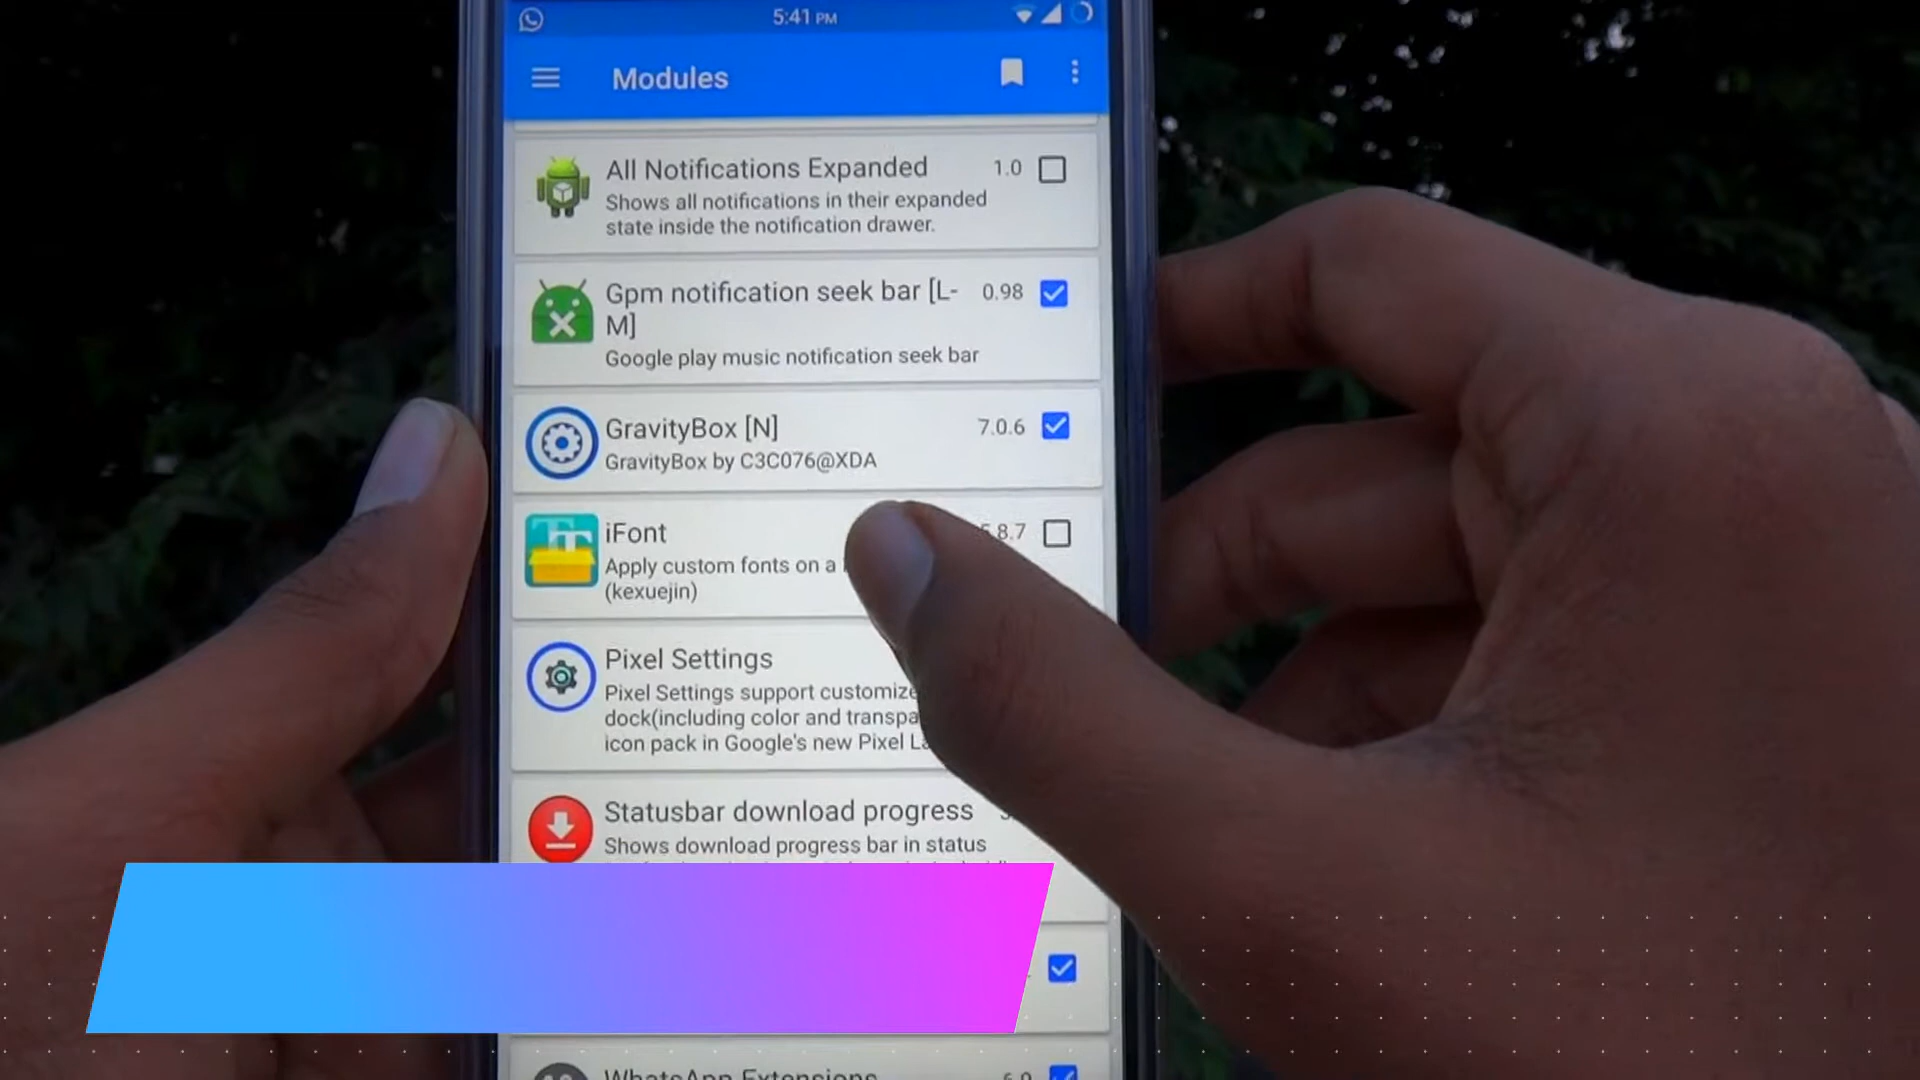 5:41 PM
Modules
All Notifications Expanded 1.0
Shows all notifications in their expanded
state inside the notification drawer.
Gpm notification seek bar [L-
M] 0.98
Google play music notification seek bar
GravityBox [N] 7.0.6
GravityBox by C3C076@XDA
iFont 8.7
Apply custom fonts on a
(kexuejin)
Pixel Settings
Pixel Settings support customize
dock(including color and
icon pack in Google's new Pixel
Statusbar download progress
Shows download progress bar in status
WhatsApp Extensions